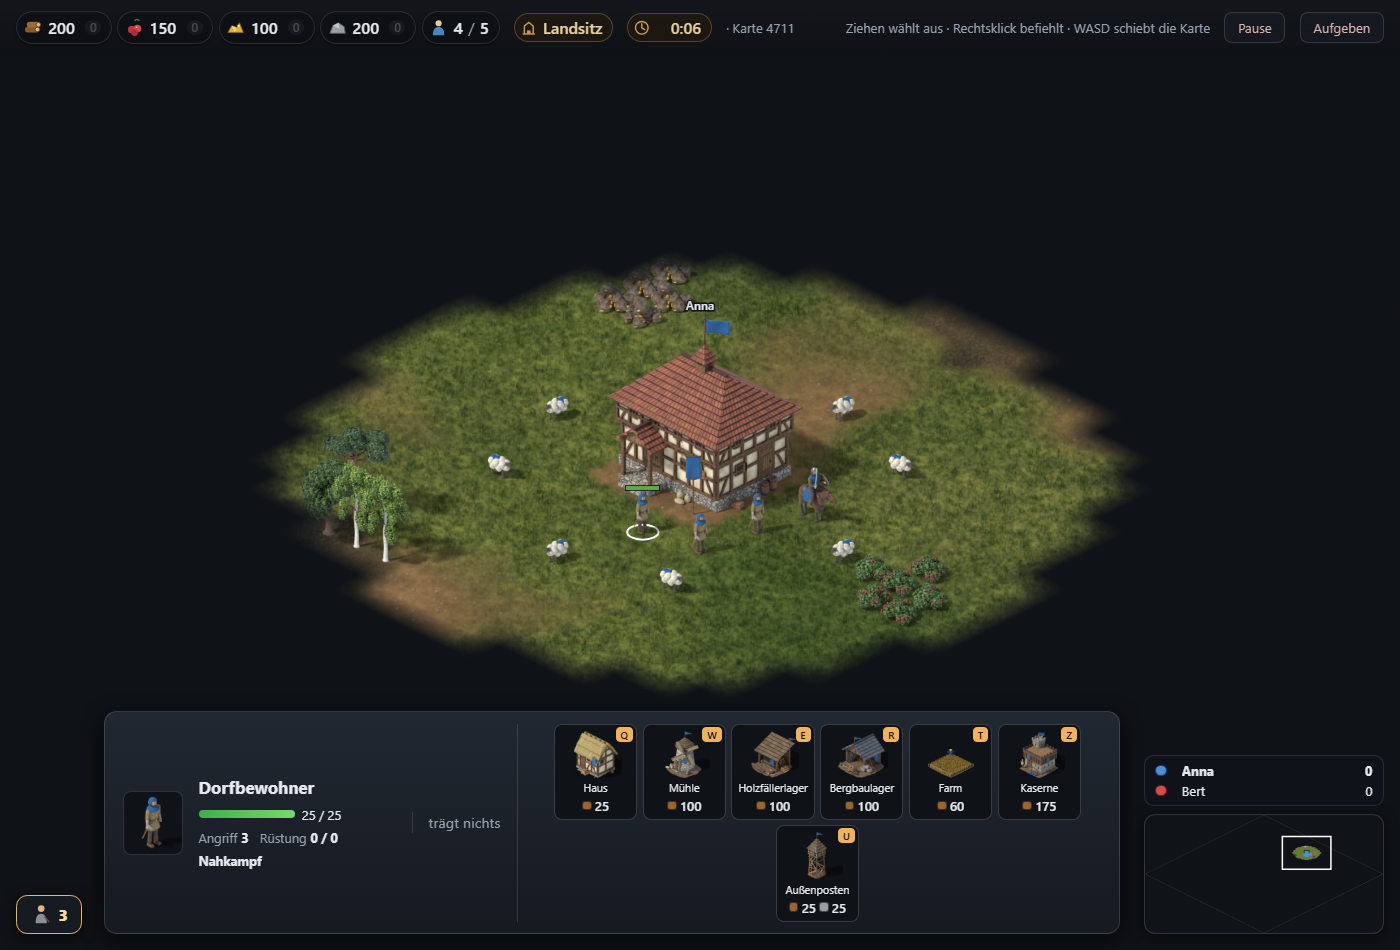 200 0 150 0 100 0 200 0 4 / 5 Landsitz 0:06 · Karte 4711 Ziehen wählt aus · Rechtsklick befiehlt · WASD schiebt die Karte Pause Aufgeben
Anna
Q W E R T Z
Haus Mühle Holzfällerlager Bergbaulager Farm Kaserne
25 100 100 100 60 175
U
Außenposten
25 25
Dorfbewohner
25 / 25
Angriff 3 Rüstung 0 / 0
Nahkampf
trägt nichts
Anna 0
Bert 0
3